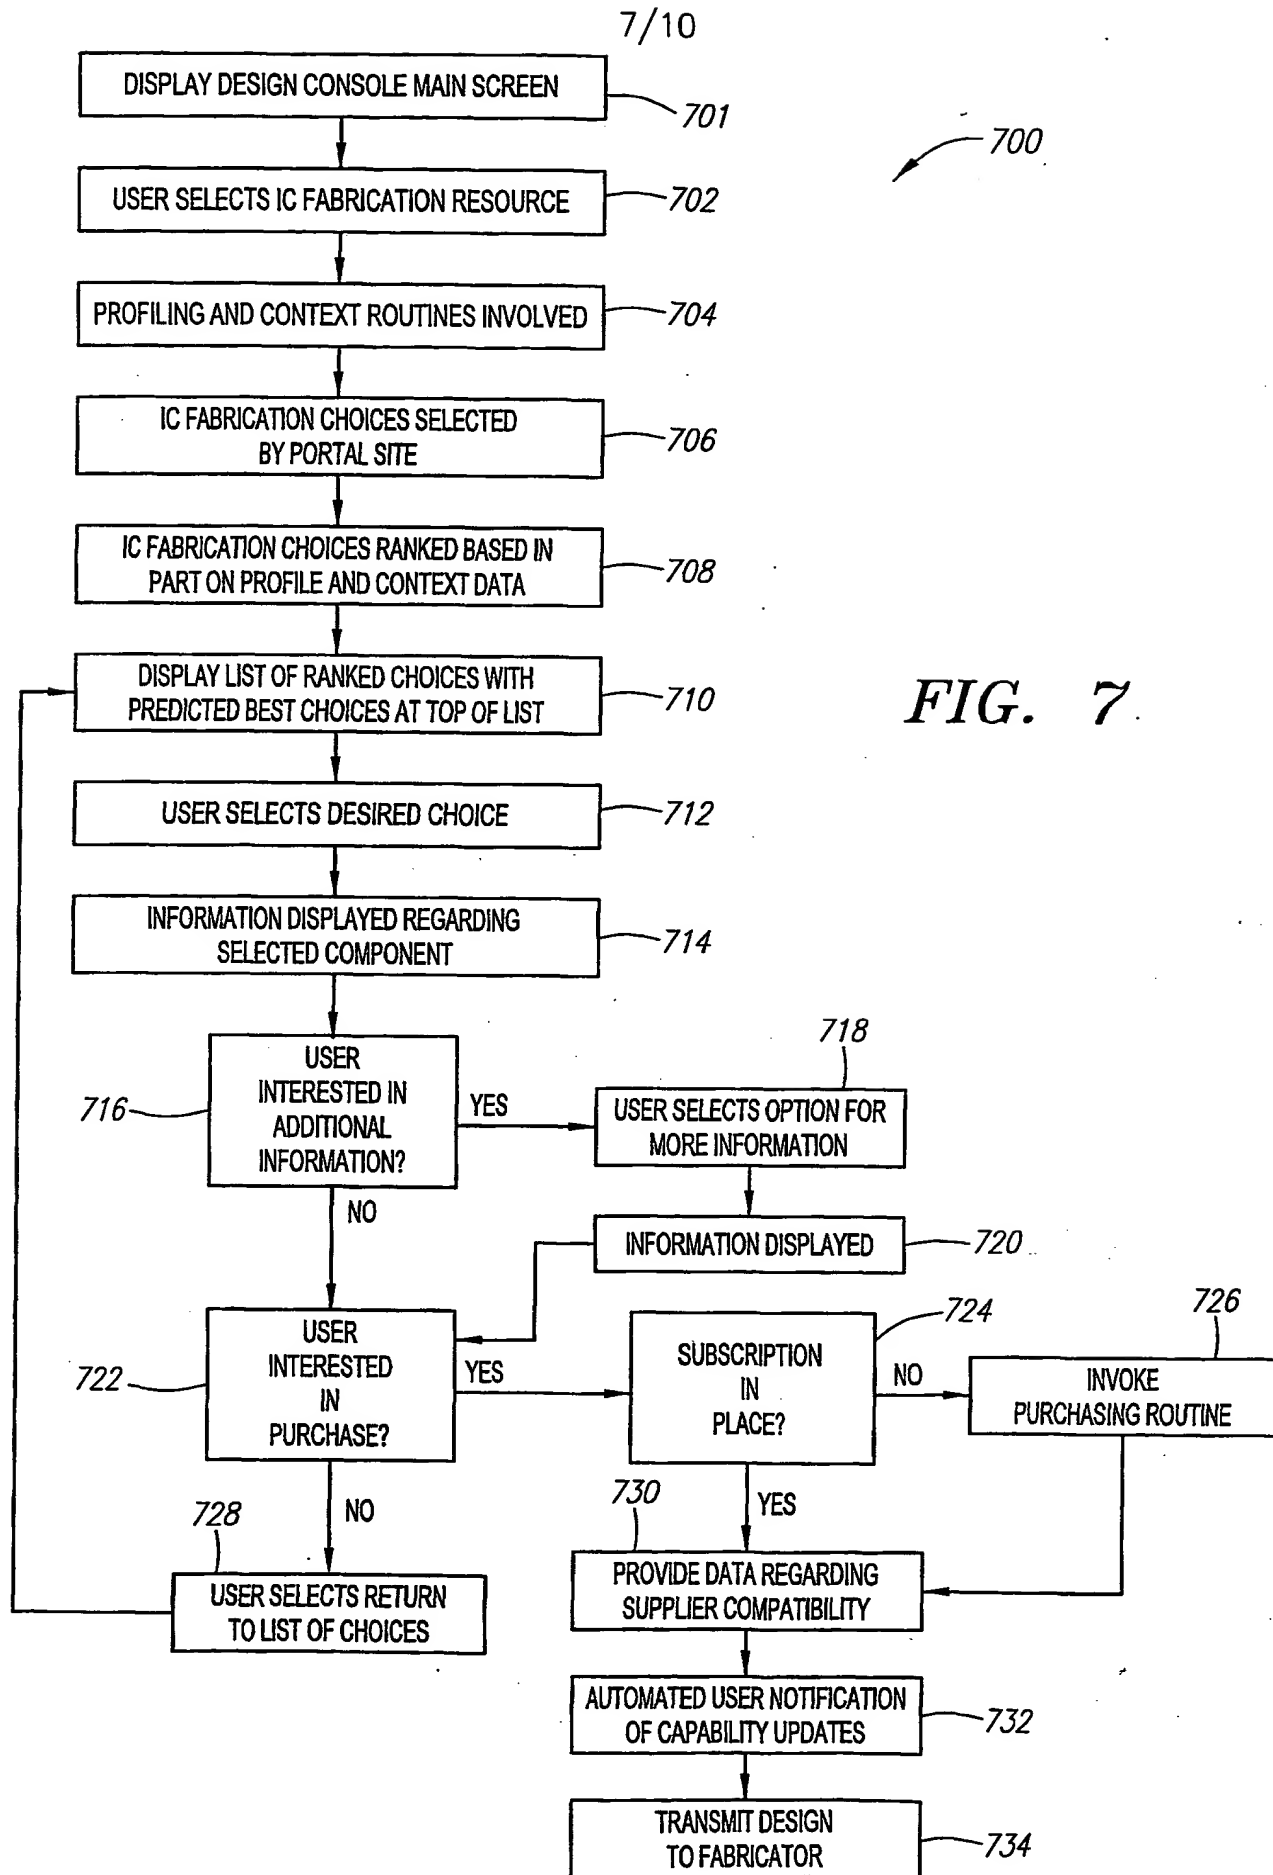 7/10
DISPLAY DESIGN CONSOLE MAIN SCREEN
701
700
USER SELECTS IC FABRICATION RESOURCE
702
PROFILING AND CONTEXT ROUTINES INVOLVED
704
IC FABRICATION CHOICES SELECTED
BY PORTAL SITE
706
IC FABRICATION CHOICES RANKED BASED IN
PART ON PROFILE AND CONTEXT DATA
708
DISPLAY LIST OF RANKED CHOICES WITH
PREDICTED BEST CHOICES AT TOP OF LIST
710
FIG. 7
USER SELECTS DESIRED CHOICE
712
INFORMATION DISPLAYED REGARDING
SELECTED COMPONENT
714
USER
INTERESTED IN
ADDITIONAL
INFORMATION?
716
YES
NO
718
USER SELECTS OPTION FOR
MORE INFORMATION
INFORMATION DISPLAYED
720
USER
INTERESTED
IN
PURCHASE?
722
YES
NO
SUBSCRIPTION
IN
PLACE?
724
NO
YES
726
INVOKE
PURCHASING ROUTINE
728
USER SELECTS RETURN
TO LIST OF CHOICES
730
PROVIDE DATA REGARDING
SUPPLIER COMPATIBILITY
AUTOMATED USER NOTIFICATION
OF CAPABILITY UPDATES
732
TRANSMIT DESIGN
TO FABRICATOR
734